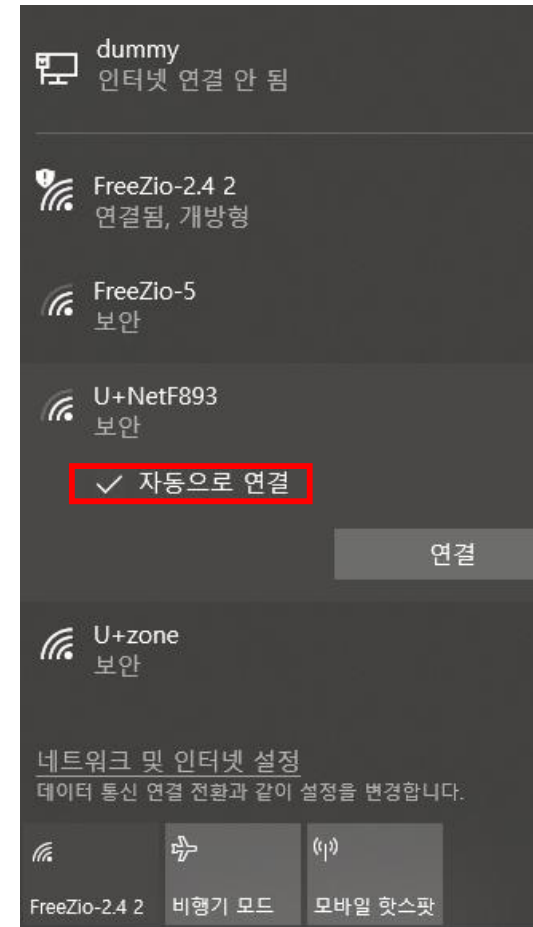 dummy
인터넷 연결 안 됨
FreeZio-2.4 2
연결됨, 개방형
FreeZio-5
보안
U+NetF893
보안
자동으로 연결
연결
U+zone
보안
네트워크 및 인터넷 설정
데이터 통신 연결 전환과 같이 설정을 변경합니다.
FreeZio-2.4 2
비행기 모드
모바일 핫스팟